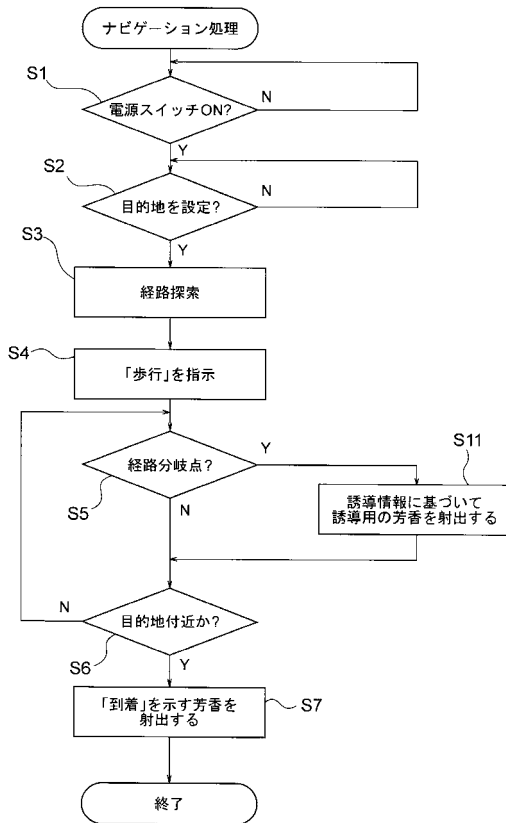 ナビゲーション処理
S1
電源スイッチON?
N
Y
S2
目的地を設定?
N
Y
S3
経路探索
S4
「歩行」を指示
経路分岐点?
Y
S5
N
S11
誘導情報に基づいて
誘導用の芳香を射出する
目的地付近か?
N
S6
Y
「到着」を示す芳香を
射出する
S7
終了